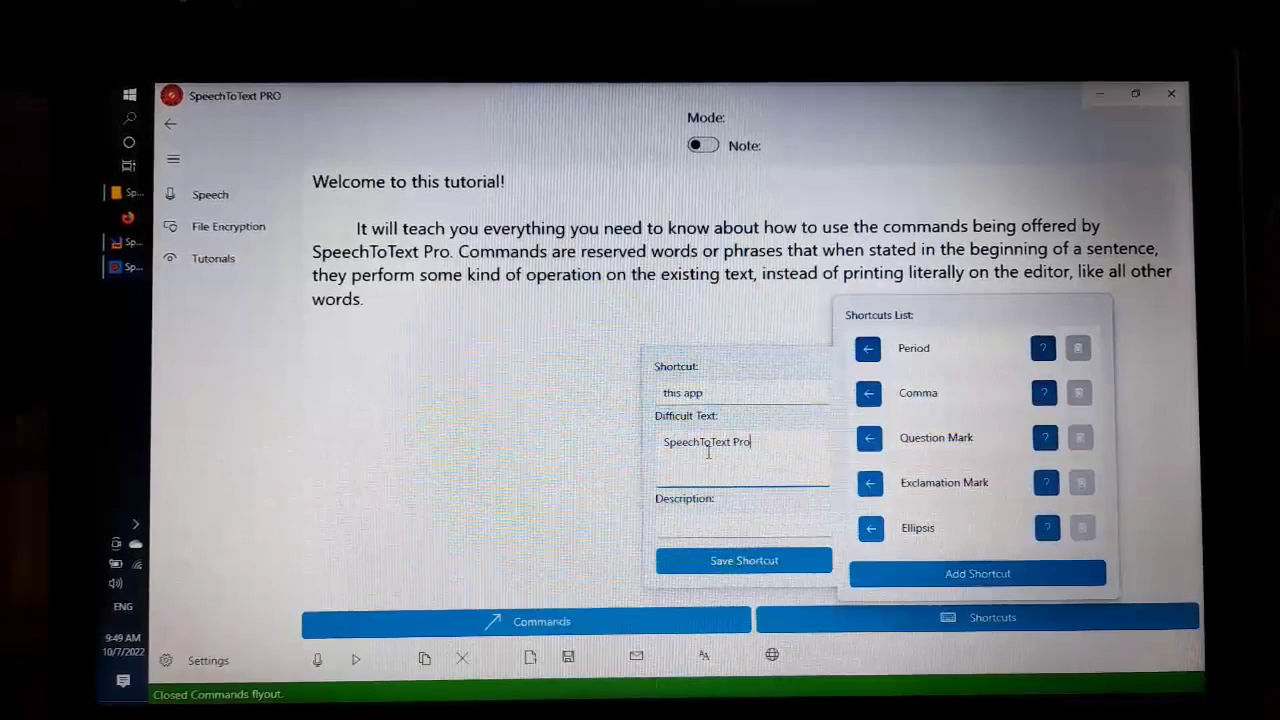 SpeechToText PRO
Mode:
Note:
Speech
File Encryption
Tutorials
Welcome to this tutorial!
It will teach you everything you need to know about how to use the commands being offered by
SpeechToText Pro. Commands are reserved words or phrases that when stated in the beginning of a sentence,
they perform some kind of operation on the existing text, instead of printing literally on the editor, like all other
words.
Sp...
Sp...
Sp...
Shortcut:
this app
Difficult Text:
SpeechToText Pro
Description:
Save Shortcut
Shortcuts List:
Period ?
Comma ?
Question Mark ?
Exclamation Mark ?
Ellipsis ?
Add Shortcut
Commands
Shortcuts
Settings
ENG
9:49 AM
10/7/2022
Closed Commands flyout.